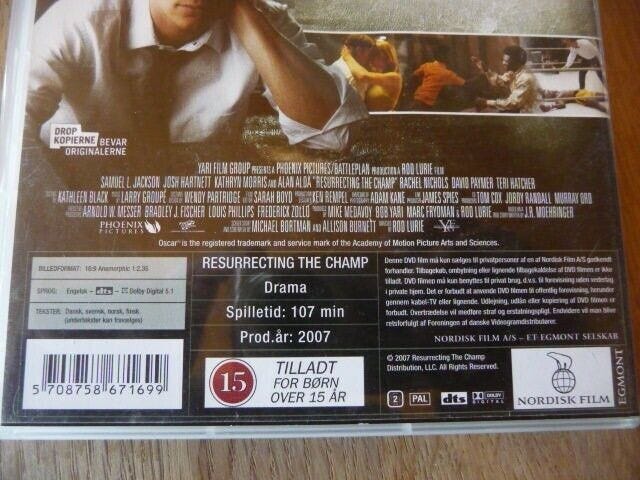 DROP
KOPIERNE BEVAR
ORIGINALERNE
YARI FILM GROUP PRESENTS A PHOENIX PICTURES/BATTLEPLAN PRODUCTION A ROD LURIE FILM
SAMUEL L. JACKSON JOSH HARTNETT KATHRYN MORRIS AND ALAN ALDA "RESURRECTING THE CHAMP" RACHEL NICHOLS DAVID PAYMER TERI HATCHER
KATHLEEN BLACK LARRY GROUPÉ WENDY PARTRIDGE SARAH BOYD KEN REMPEL ADAM KANE JAMES SPIES TOM COX JORDY RANDALL MURRAY ORD
ARNOLD W. MESSER BRADLEY J. FISCHER LOUIS PHILLIPS FREDERICK ZOLLO MIKE MEDAVOY BOB YARI MARC FRYDMAN & ROD LURIE J.R. MOEHRINGER
PHOENIX PICTURES MICHAEL BORTMAN AND ALLISON BURNETT ROD LURIE
Oscar® is the registered trademark and service mark of the Academy of Motion Picture Arts and Sciences.
BILLEDFORMAT: 16:9 Anamorphic 1:2.35
SPROG: Engelsk - dts - Dolby Digital 5.1
TEKSTER: Dansk, svensk, norsk, finsk.
(undertekster kan fravælges)
5 708758 671699
RESURRECTING THE CHAMP
Drama
Spilletid: 107 min
Prod.år: 2007
15
TILLADT
FOR BØRN
OVER 15 ÅR
Denne DVD film må kun sælges til privatpersoner af en af Nordisk Film A/S godkendt
forhandler. Tilbagekøb, ombytning eller lignende tilbagekaldelse af DVD filmen er ikke
tilladt. DVD filmen må kun benyttes til privat brug, d.v.s. til forevisning uden vederlag
i private hjem. Det er forbudt at anvende DVD filmen til offentlig forevisning, herunder
gennem kabel-TV eller lignende. Udlejning, udlån eller kopiering af DVD filmen er
forbudt. Overtrædelse vil medføre straf og erstatningspligt. Endvidere vil filmen blive
retsforfulgt af Foreningen af danske Videogramdistributører.
NORDISK FILM A/S - ET EGMONT SELSKAB
© 2007 Resurrecting The Champ
Distribution, LLC. All Rights Reserved.
2 PAL dts DOLBY DIGITAL
NORDISK FILM
EGMONT